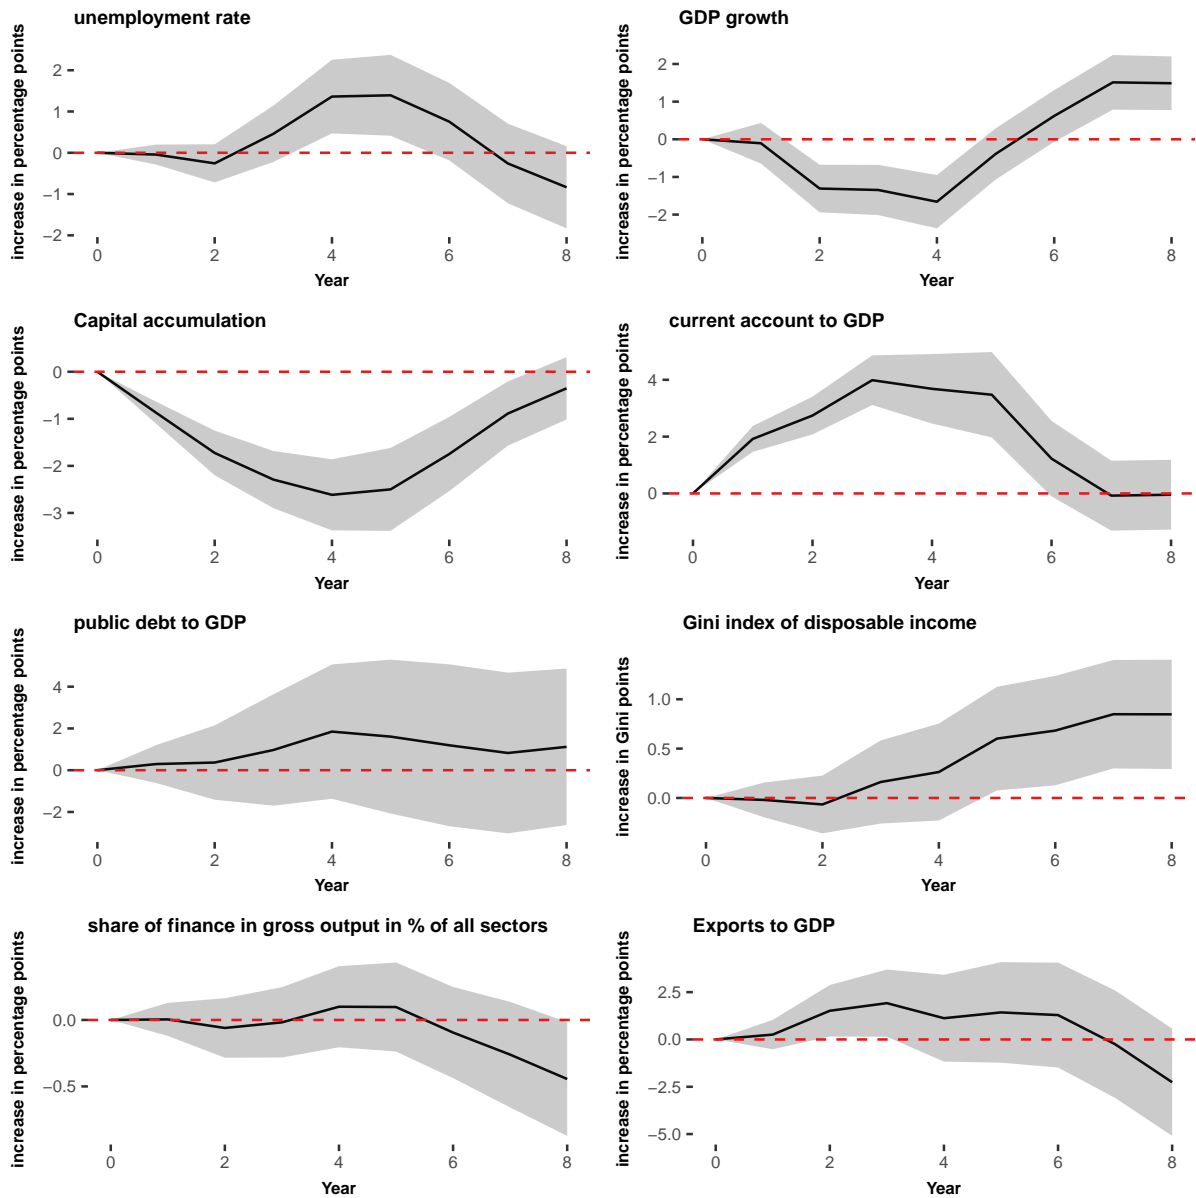 unemployment rate
increase in percentage points
2
1
0
−1
−2
0 2 4 6 8
Year
GDP growth
increase in percentage points
2
1
0
−1
−2
0 2 4 6 8
Year
Capital accumulation
increase in percentage points
0
−1
−2
−3
0 2 4 6 8
Year
current account to GDP
increase in percentage points
4
2
0
0 2 4 6 8
Year
public debt to GDP
increase in percentage points
4
2
0
−2
0 2 4 6 8
Year
Gini index of disposable income
increase in Gini points
1.0
0.5
0.0
0 2 4 6 8
Year
share of finance in gross output in % of all sectors
increase in percentage points
0.0
−0.5
0 2 4 6 8
Year
Exports to GDP
increase in percentage points
2.5
0.0
−2.5
−5.0
0 2 4 6 8
Year